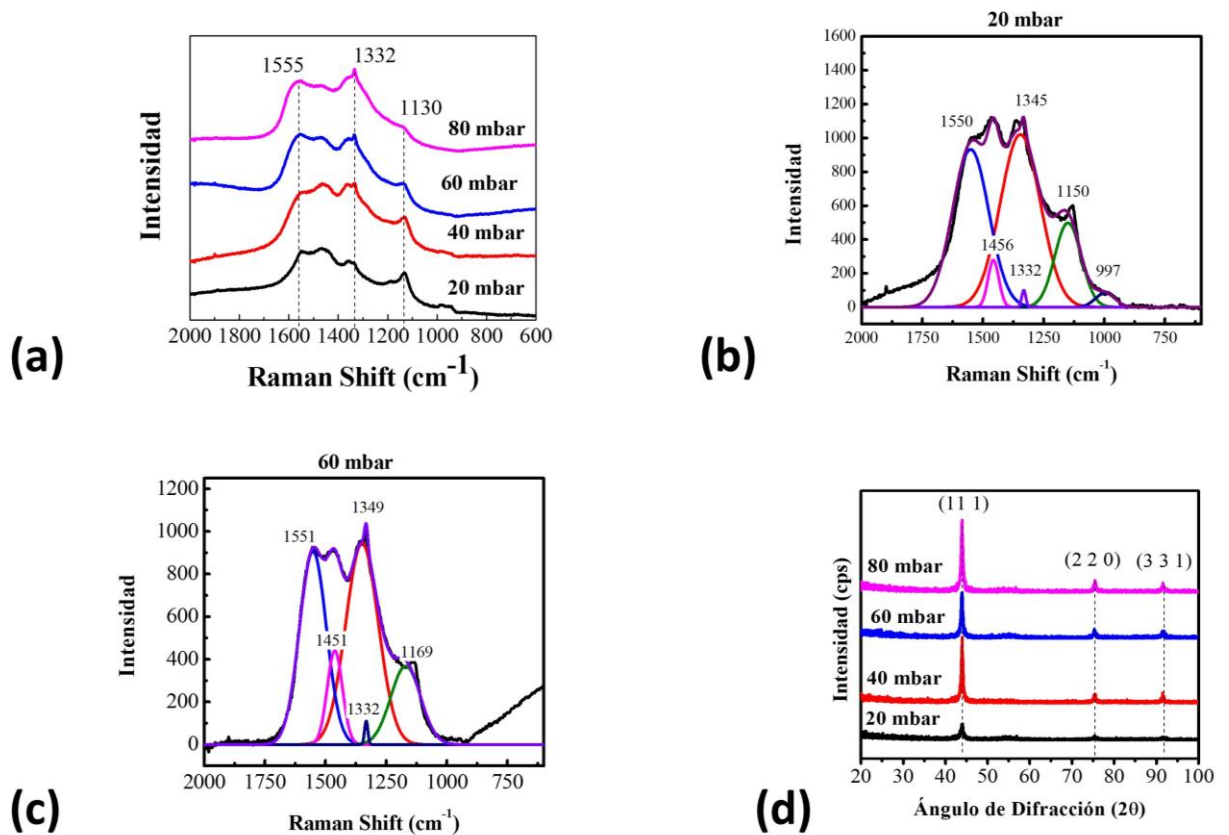 1555
1332
1130
80 mbar
60 mbar
40 mbar
20 mbar
Intensidad
2000 1800 1600 1400 1200 1000 800 600
Raman Shift (cm⁻¹)
(a)
20 mbar
1600
1400
1200
1000
800
600
400
200
0
Intensidad
1550
1345
1150
1456
1332
997
2000 1750 1500 1250 1000 750
Raman Shift (cm⁻¹)
(b)
60 mbar
1200
1000
800
600
400
200
0
Intensidad
1551
1349
1451
1169
1332
2000 1750 1500 1250 1000 750
Raman Shift (cm⁻¹)
(c)
(11 1)
(2 2 0) (3 3 1)
80 mbar
60 mbar
40 mbar
20 mbar
Intensidad (cps)
20 30 40 50 60 70 80 90 100
Ángulo de Difracción (2θ)
(d)